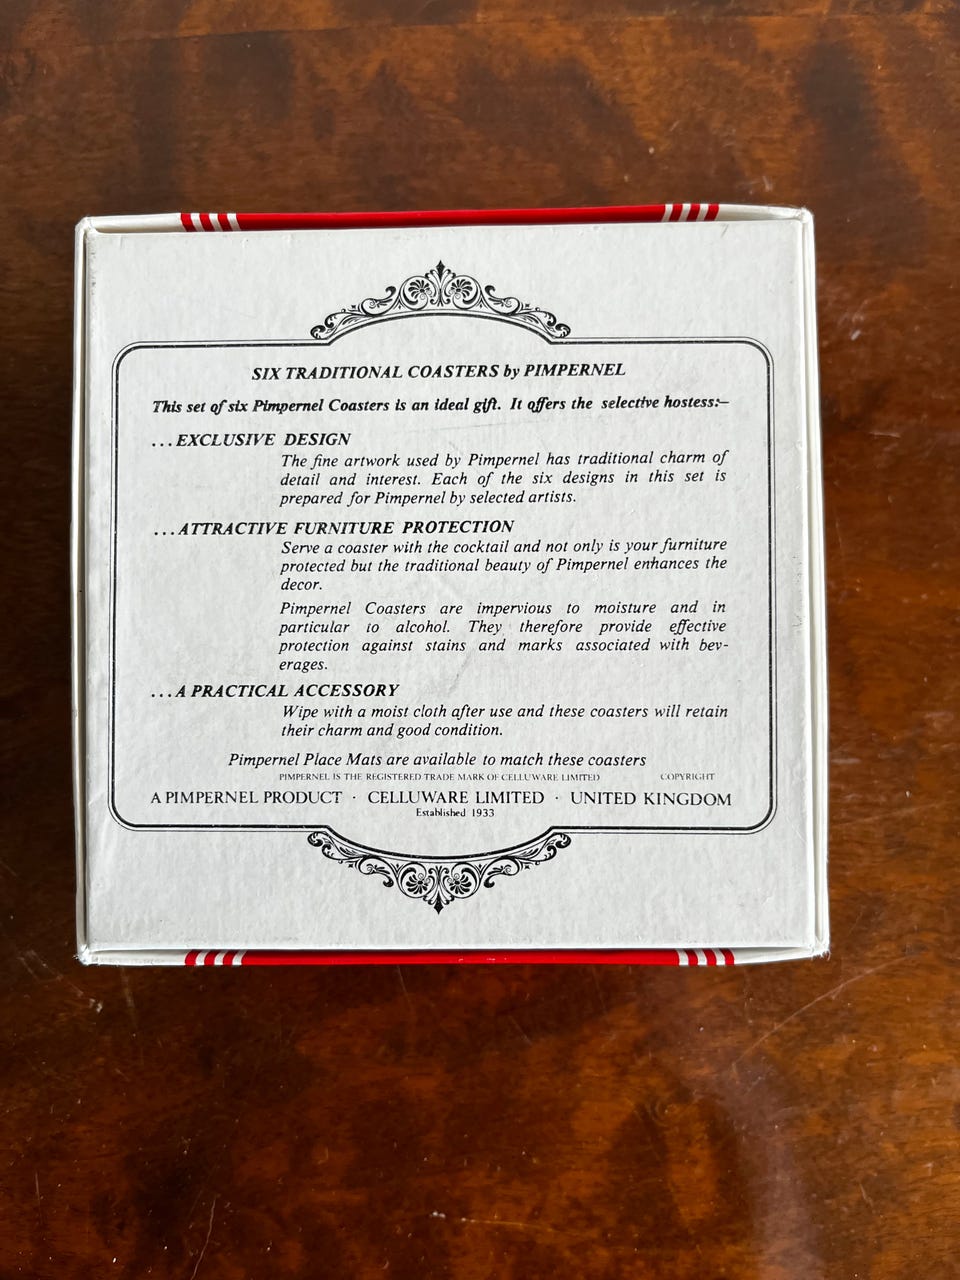 SIX TRADITIONAL COASTERS by PIMPERNEL
This set of six Pimpernel Coasters is an ideal gift. It offers the selective hostess:–
...EXCLUSIVE DESIGN
The fine artwork used by Pimpernel has traditional charm of
detail and interest. Each of the six designs in this set is
prepared for Pimpernel by selected artists.
...ATTRACTIVE FURNITURE PROTECTION
Serve a coaster with the cocktail and not only is your furniture
protected but the traditional beauty of Pimpernel enhances the
decor.
Pimpernel Coasters are impervious to moisture and in
particular to alcohol. They therefore provide effective
protection against stains and marks associated with bev-
erages.
...A PRACTICAL ACCESSORY
Wipe with a moist cloth after use and these coasters will retain
their charm and good condition.
Pimpernel Place Mats are available to match these coasters
PIMPERNEL IS THE REGISTERED TRADE MARK OF CELLUWARE LIMITED COPYRIGHT
A PIMPERNEL PRODUCT · CELLUWARE LIMITED · UNITED KINGDOM
Established 1933